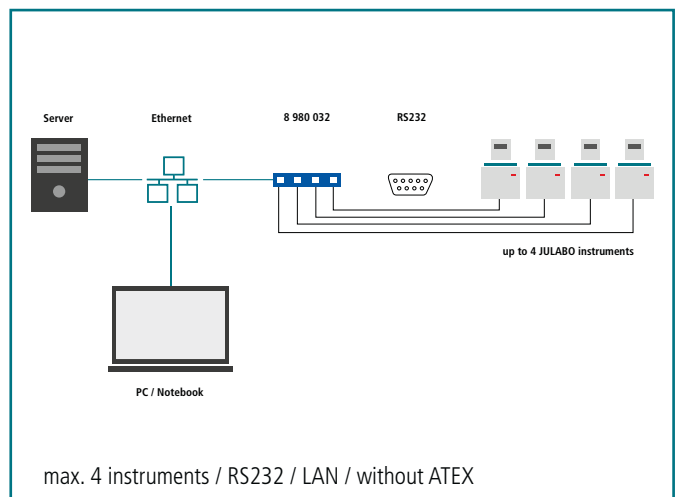 Server
Ethernet
8 980 032
RS232
up to 4 JULABO instruments
PC / Notebook
max. 4 instruments / RS232 / LAN / without ATEX